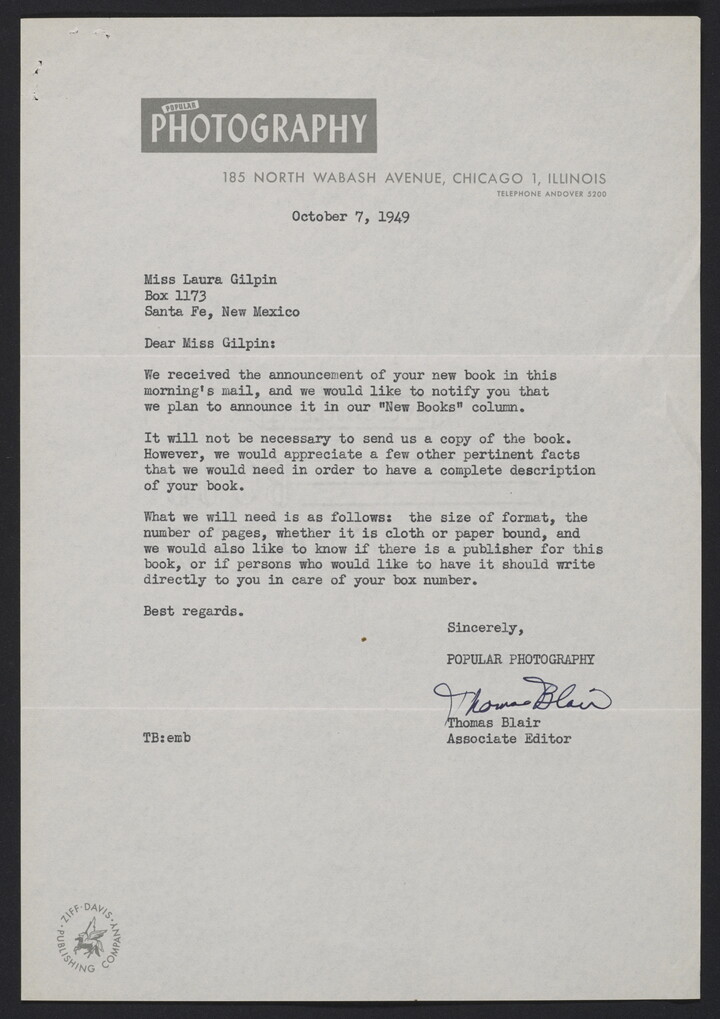 POPULAR
PHOTOGRAPHY
185 NORTH WABASH AVENUE, CHICAGO 1, ILLINOIS
TELEPHONE ANDOVER 5200
October 7, 1949
Miss Laura Gilpin
Box 1173
Santa Fe, New Mexico
Dear Miss Gilpin:
We received the announcement of your new book in this
morning's mail, and we would like to notify you that
we plan to announce it in our "New Books" column.
It will not be necessary to send us a copy of the book.
However, we would appreciate a few other pertinent facts
that we would need in order to have a complete description
of your book.
What we will need is as follows: the size of format, the
number of pages, whether it is cloth or paper bound, and
we would also like to know if there is a publisher for this
book, or if persons who would like to have it should write
directly to you in care of your box number.
Best regards.
Sincerely,
POPULAR PHOTOGRAPHY
Thomas Blair
Thomas Blair
Associate Editor
TB:emb
ZIFF-DAVIS
PUBLISHING COMPANY